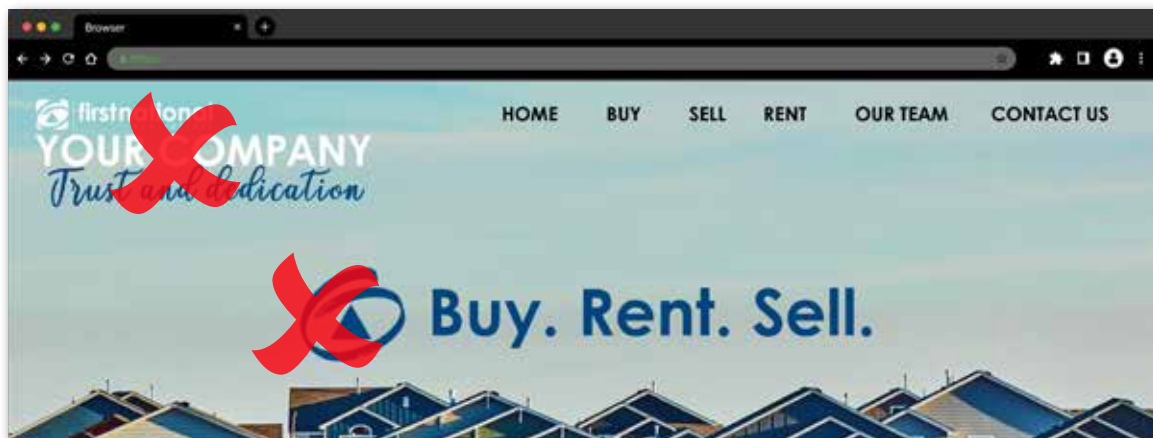 Browser
firstnational
YOUR COMPANY
Trust and dedication
HOME BUY SELL RENT OUR TEAM CONTACT US
Buy. Rent. Sell.